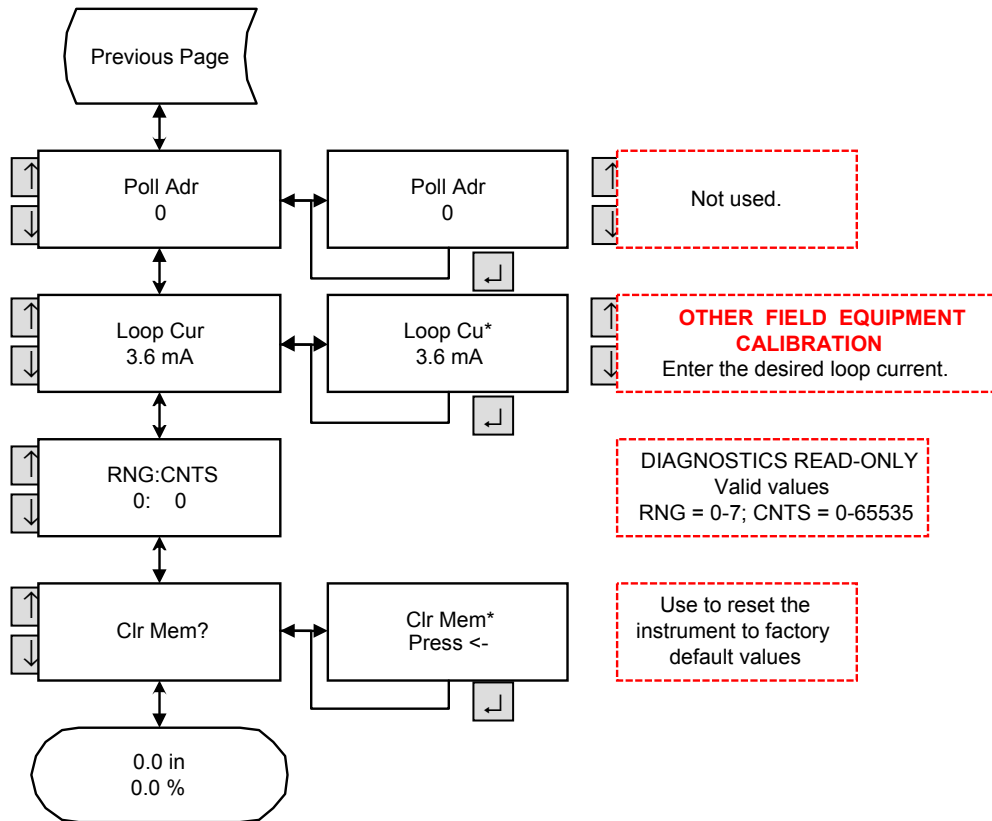 Previous Page
Poll Adr
0
Poll Adr
0
Not used.
Loop Cur
3.6 mA
Loop Cu*
3.6 mA
OTHER FIELD EQUIPMENT
CALIBRATION
Enter the desired loop current.
RNG:CNTS
0: 0
DIAGNOSTICS READ-ONLY
Valid values
RNG = 0-7; CNTS = 0-65535
Clr Mem?
Clr Mem*
Press <-
Use to reset the
instrument to factory
default values
0.0 in
0.0 %